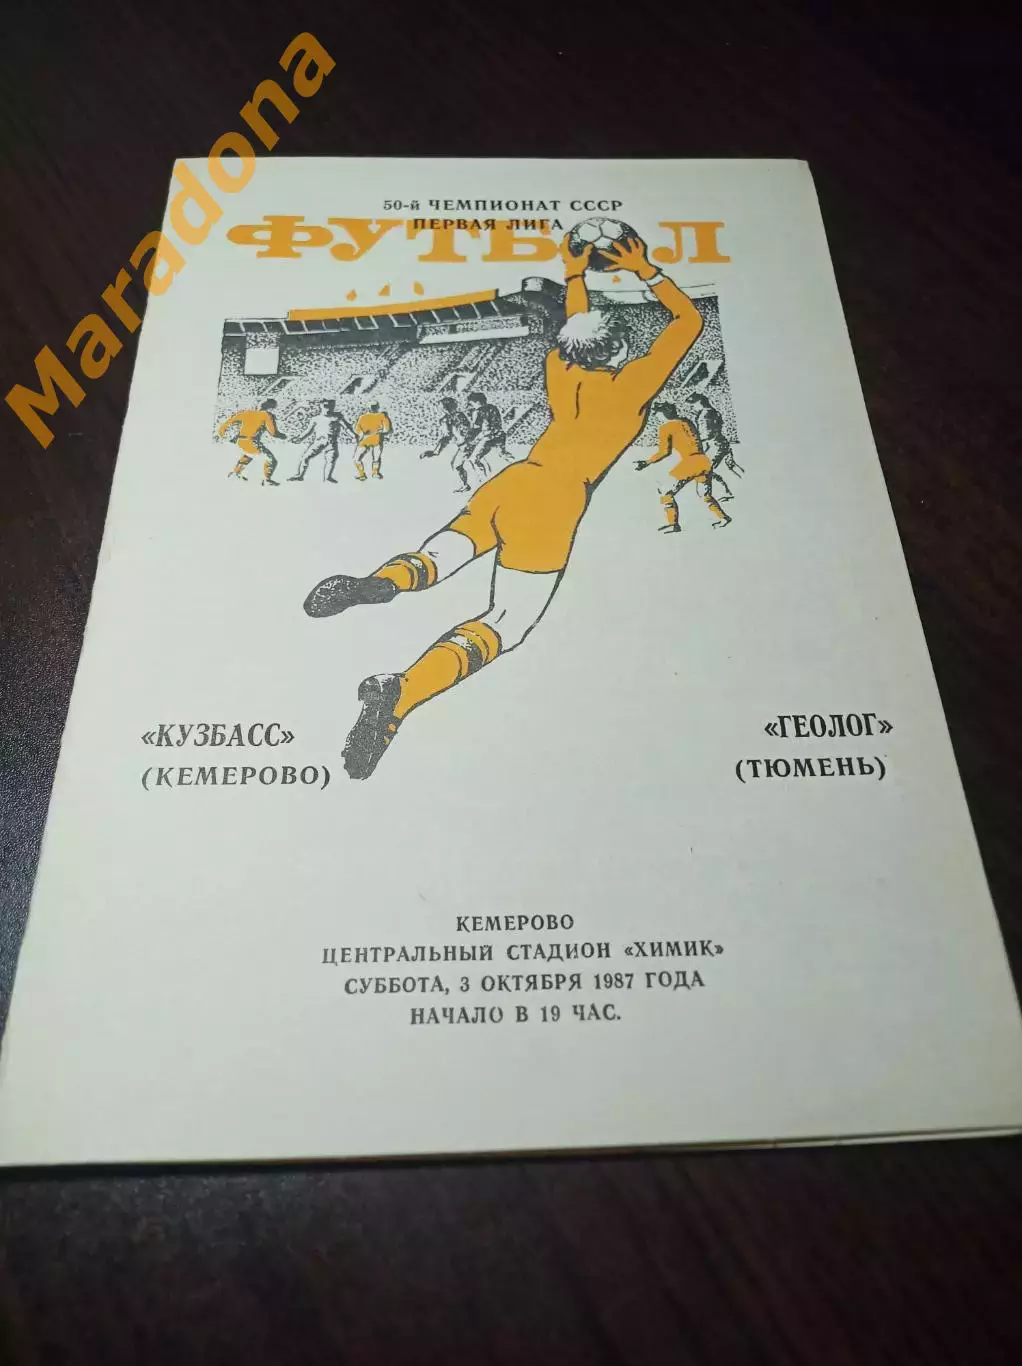 Maradona
50-й ЧЕМПИОНАТ СССР
ПЕРВАЯ ЛИГА
ФУТБОЛ
«КУЗБАСС»
(КЕМЕРОВО)
«ГЕОЛОГ»
(ТЮМЕНЬ)
КЕМЕРОВО
ЦЕНТРАЛЬНЫЙ СТАДИОН «ХИМИК»
СУББОТА, 3 ОКТЯБРЯ 1987 ГОДА
НАЧАЛО В 19 ЧАС.